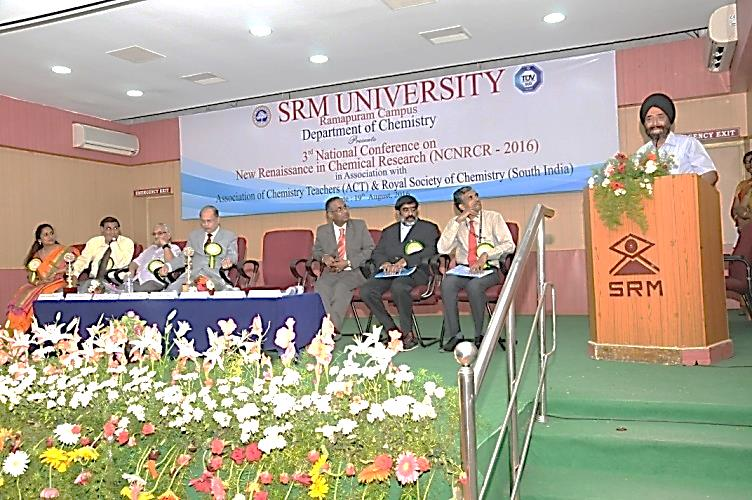 SRM UNIVERSITY
TÜV
Ramapuram Campus
Department of Chemistry
Presents
3rd National Conference on
New Renaissance in Chemical Research (NCNRCR - 2016)
in Association with
Association of Chemistry Teachers (ACT) & Royal Society of Chemistry (South India)
19th August, 2016
EMERGENCY EXIT
EMERGENCY EXIT
SRM